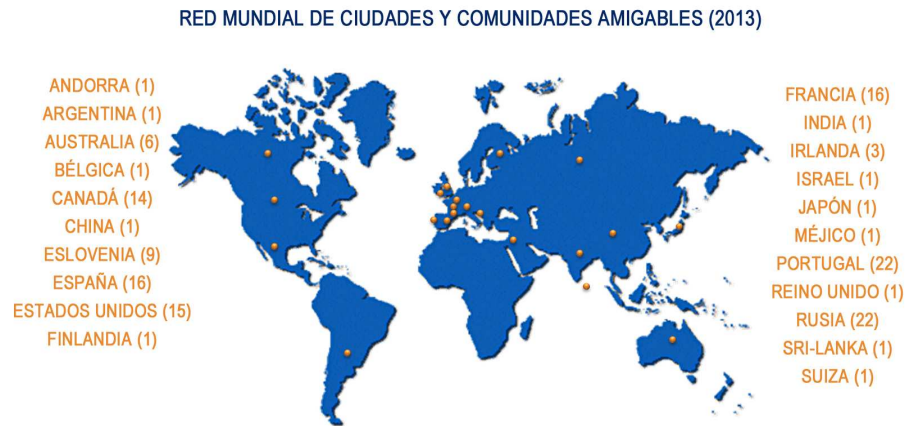 RED MUNDIAL DE CIUDADES Y COMUNIDADES AMIGABLES (2013)
ANDORRA (1)
ARGENTINA (1)
AUSTRALIA (6)
BÉLGICA (1)
CANADÁ (14)
CHINA (1)
ESLOVENIA (9)
ESPAÑA (16)
ESTADOS UNIDOS (15)
FINLANDIA (1)
FRANCIA (16)
INDIA (1)
IRLANDA (3)
ISRAEL (1)
JAPÓN (1)
MÉJICO (1)
PORTUGAL (22)
REINO UNIDO (1)
RUSIA (22)
SRI-LANKA (1)
SUIZA (1)